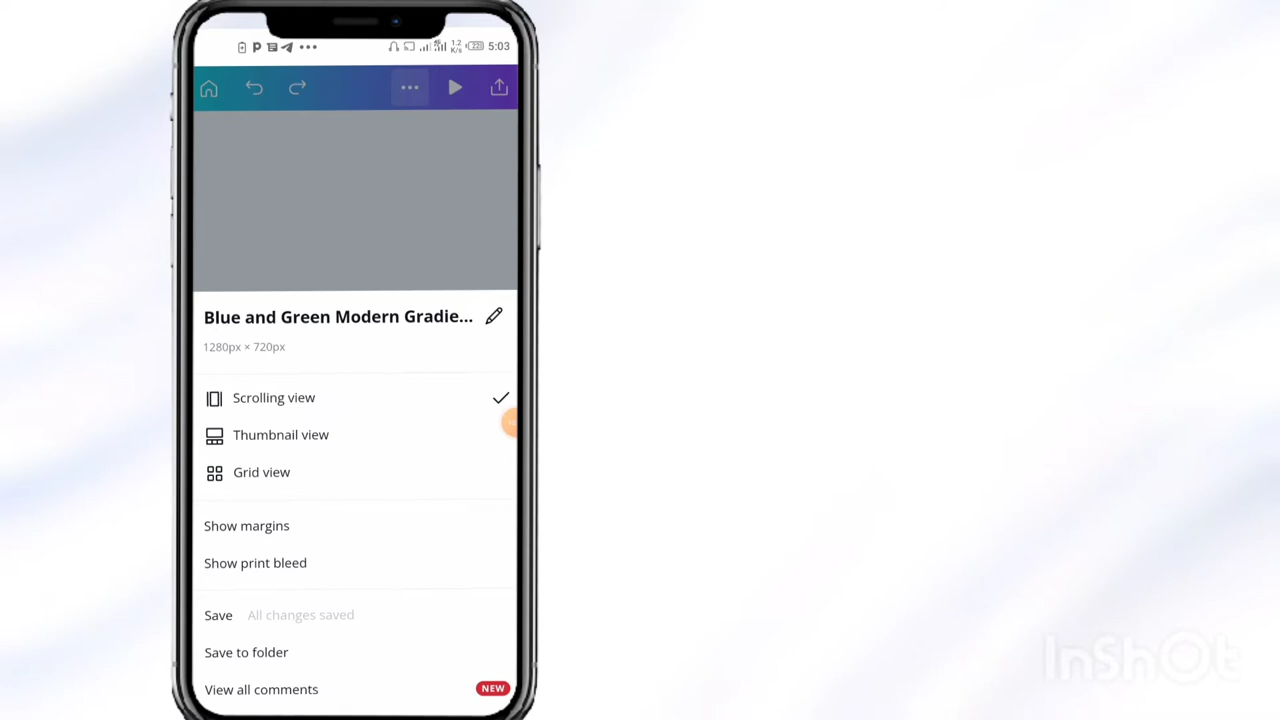 5:03
Blue and Green Modern Gradie...
1280px × 720px
Scrolling view
Thumbnail view
Grid view
Show margins
Show print bleed
Save All changes saved
Save to folder
View all comments NEW
InShOt